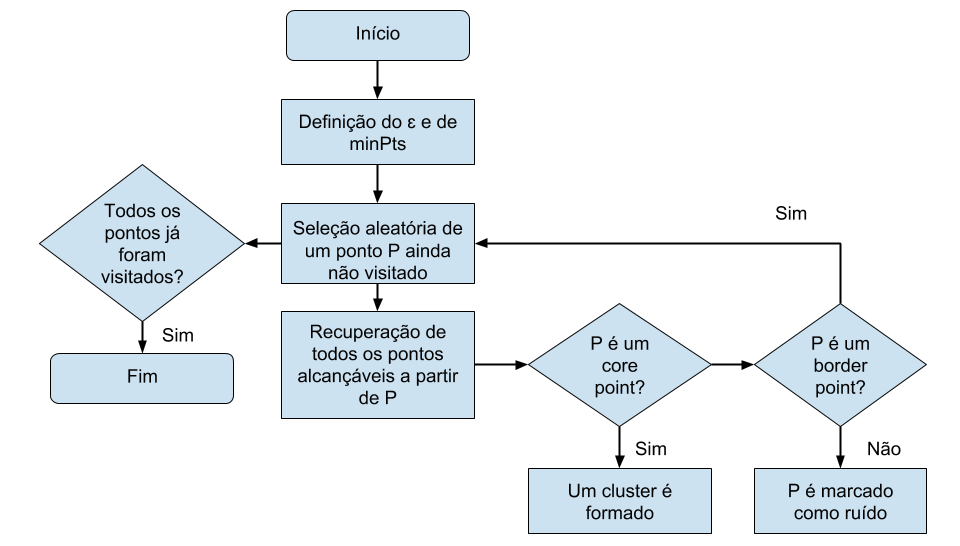 Início
Definição do ε e de
minPts
Seleção aleatória de
um ponto P ainda
não visitado
Todos os
pontos já
foram
visitados?
Sim
Fim
Recuperação de
todos os pontos
alcançáveis a partir
de P
P é um
core
point?
Sim
Um cluster é
formado
P é um
border
point?
Sim
Não
P é marcado
como ruído